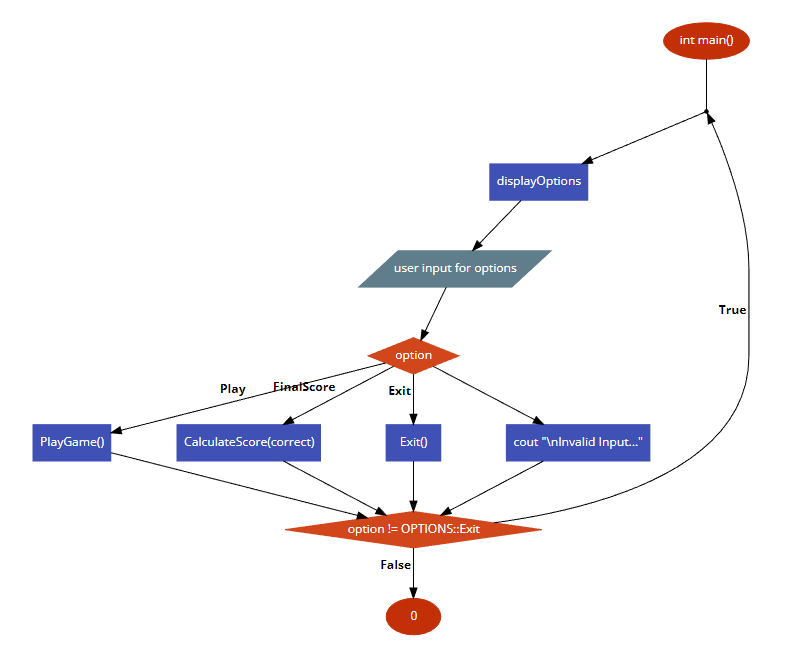 int main()
displayOptions
user input for options
True
option
Play
FinalScore
Exit
PlayGame()
CalculateScore(correct)
Exit()
cout "\nInvalid Input..."
option != OPTIONS::Exit
False
0